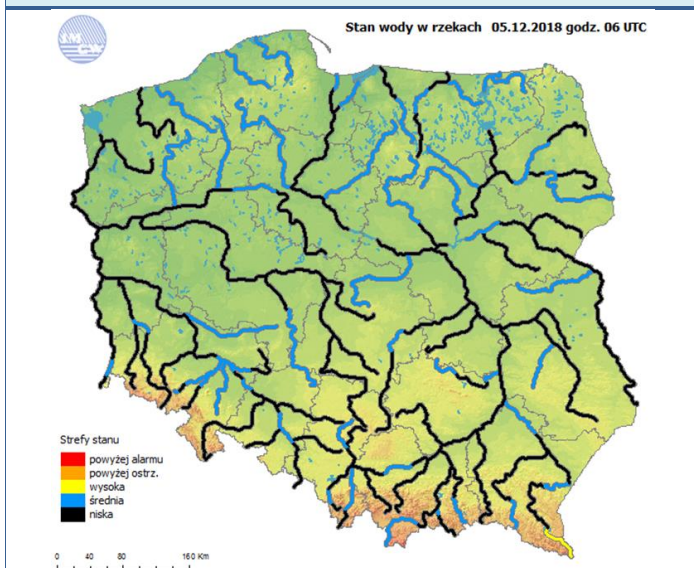 Stan wody w rzekach 05.12.2018 godz. 06 UTC
Strefy stanu
powyżej alarmu
powyżej ostrz.
wysoka
średnia
niska
0 40 80 160 Km